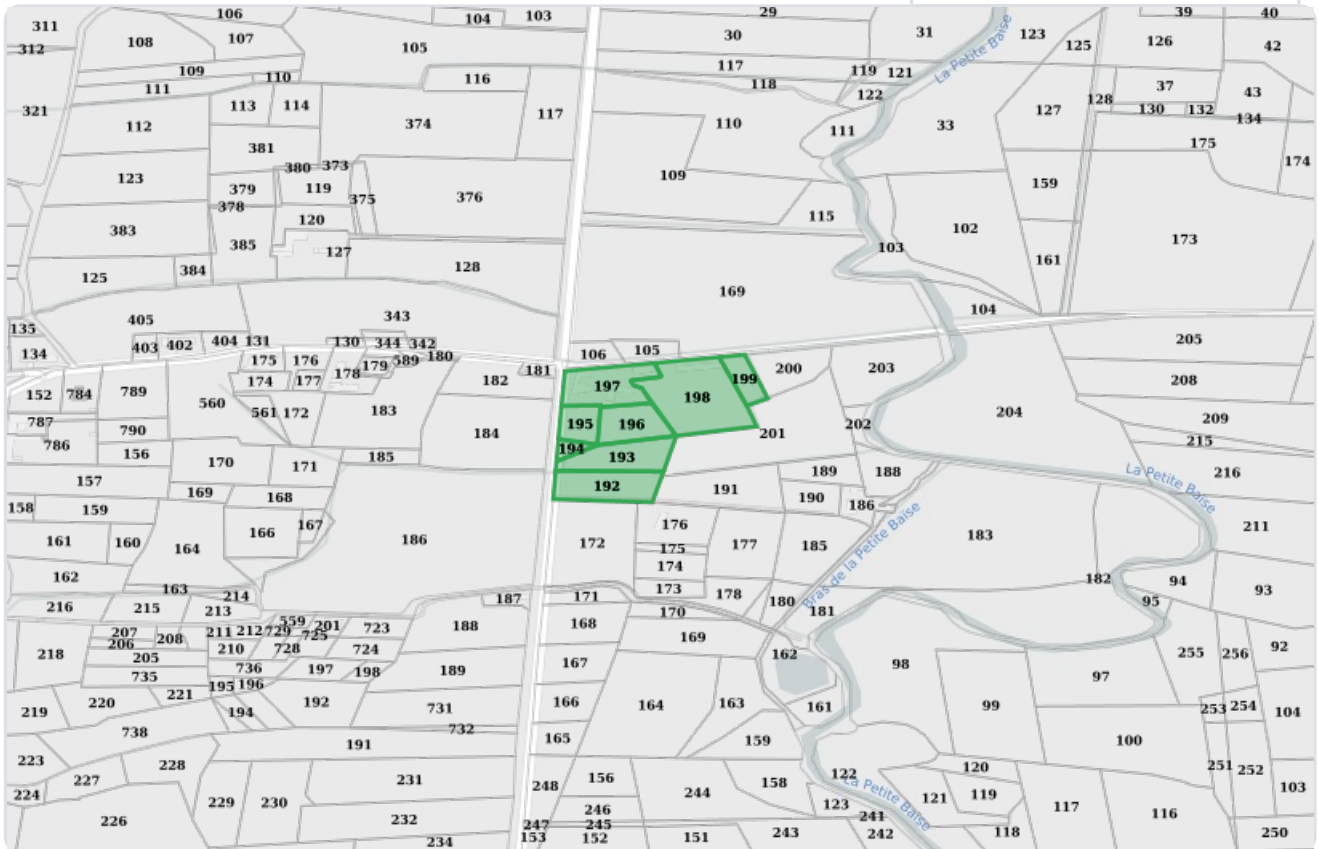 106 104 103 29 39 40
311 108 107 30 31 123 126
312 105 125 42
109 110 116 117 119 121 37
111 118 122 128 43
321 113 114 117 127 130 132 134
112 374 110 111 33 175
381 174
123 380 373 109 159
379 119 375 376
378 120 115 102 173
383 385 103
127 161
125 384 128
169
405 343 104
135 403 402 404 131 130 344 342 205
134 175 176 179 589 180 106 105
152 784 789 174 177 178 182 181 197 199 200 203 208
560 561 172 183 198 204
787 790 184 195 196 201 202 209
786 156 194 215
157 170 171 185 193 189 188 216
169 168 192 191 190 186
158 159 167 176 211
161 160 164 166 186 172 175 177 185 183
162 163 174 182 94 93
216 215 214 213 187 171 173 178 180 181 95
207 208 211 212 559 729 201 725 723 188 168 170 169
206 210 728 724 162 98 255 256 92
218 205 736 197 198 189 167 97
735 195 196
219 220 221 194 192 731 166 164 163 161 99 253 254 104
738 732 165 159 100
223 228 191 122 120 251 252
224 227 229 230 231 248 156 244 158 121 119 117 116 103
226 232 246 123
247 245 241 118
234 153 152 151 243 242 250
La Petite Baïse
La Petite Baïse
Bras de la Petite Baïse
La Petite Baïse